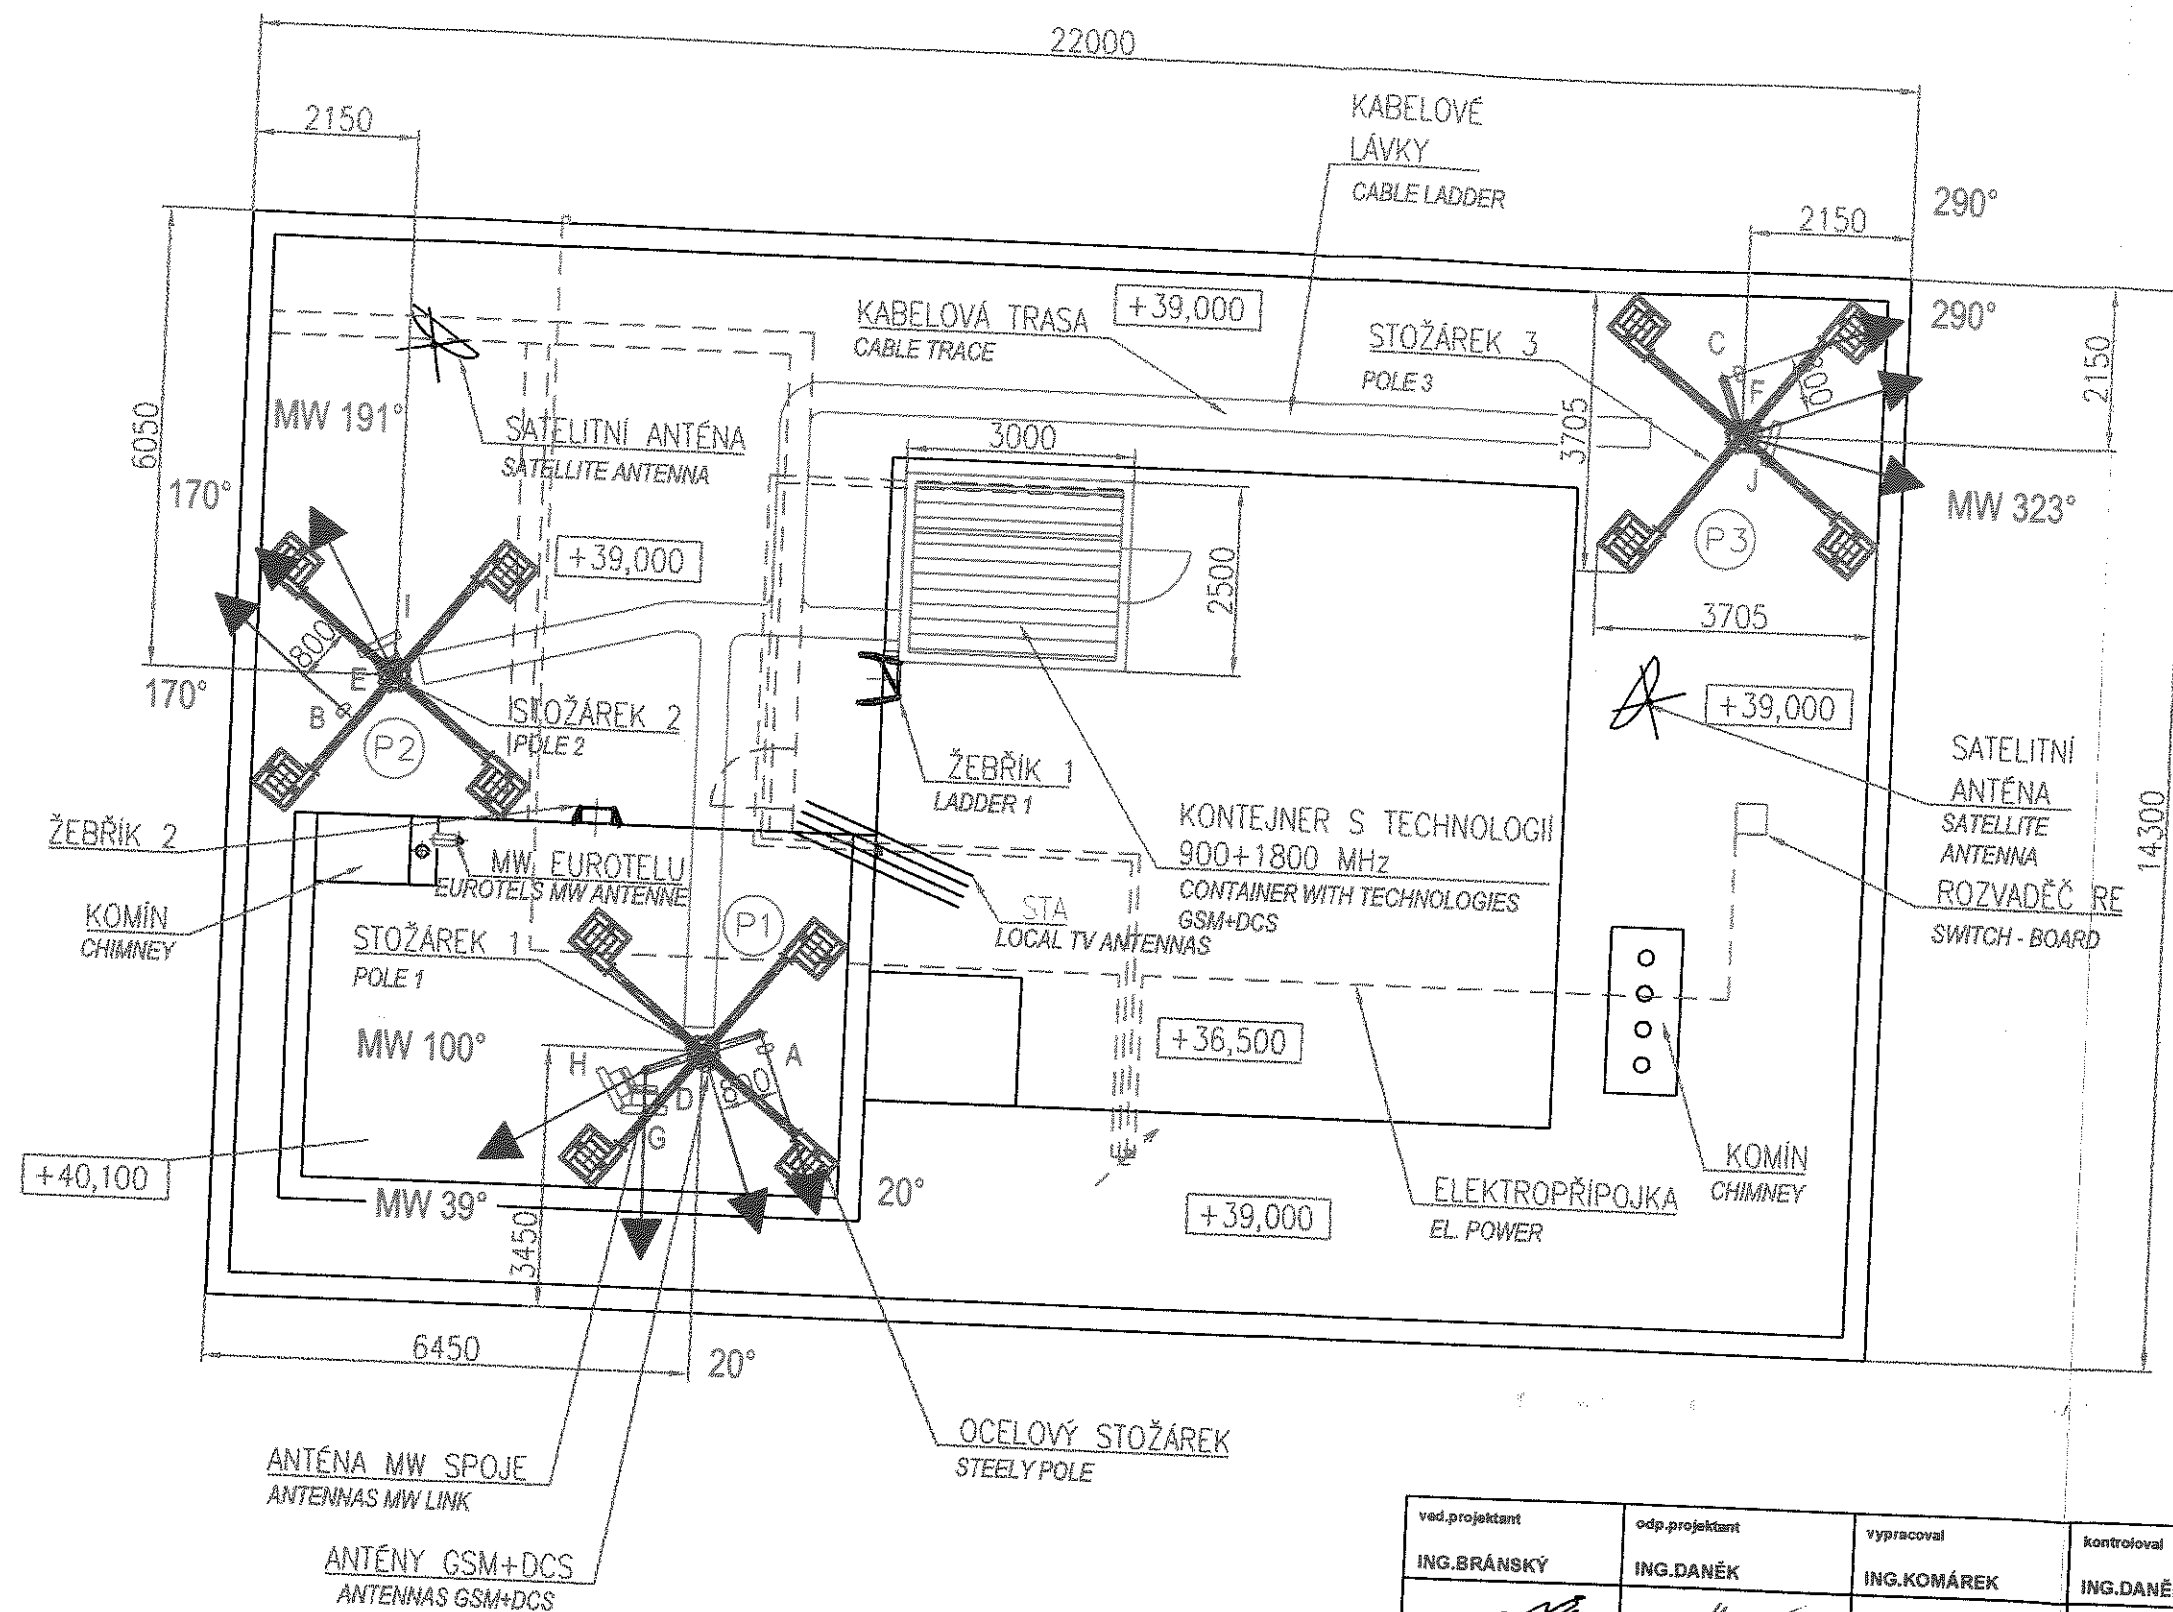 22000
2150
KABELOVÉ
LÁVKY
CABLE LADDER
290°
2150
6050
KABELOVÁ TRASA
CABLE TRACE
+39,000
STOŽÁREK 3
POLE 3
290°
C
F
2150
MW 191°
SATELITNÍ ANTÉNA
SATELLITE ANTENNA
3000
3705
J
MW 323°
P3
170°
+39,000
2500
3705
I
800
E
170°
B
P2
STOŽÁREK 2
POLE 2
ŽEBŘÍK 1
LADDER 1
+39,000
SATELITNÍ
ANTÉNA
SATELLITE
ANTENNA
14300
ŽEBŘÍK 2
MW EUROTELU
EUROTELS MW ANTENNE
KONTEJNER S TECHNOLOGII
900+1800 MHz
CONTAINER WITH TECHNOLOGIES
GSM+DCS
ROZVADĚČ RE
SWITCH - BOARD
KOMÍN
CHIMNEY
STOŽÁREK 1
POLE 1
P1
STA
LOCAL TV ANTENNAS
MW 100°
H
A
D
800
G
+36,500
+40,100
MW 39°
3450
20°
+39,000
ELEKTROPŘÍPOJKA
EL. POWER
KOMÍN
CHIMNEY
6450
20°
OCELOVÝ STOŽÁREK
STEELY POLE
ANTÉNA MW SPOJE
ANTENNAS MW LINK
ANTÉNY GSM+DCS
ANTENNAS GSM+DCS
ved.projektant
odp.projektant
vypracoval
kontroloval
ING.BRÁNSKÝ
ING.DANĚK
ING.KOMÁREK
ING.DANĚ